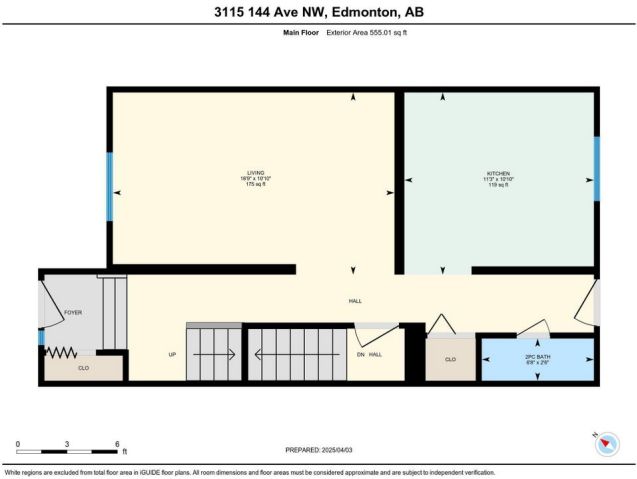 3115 144 Ave NW, Edmonton, AB
Main Floor Exterior Area 555.01 sq ft
LIVING
16'9" x 10'10"
175 sq ft
KITCHEN
11'3" x 10'10"
119 sq ft
HALL
FOYER
UP
DN HALL
CLO
CLO
2PC BATH
6'8" x 2'6"
0 3 6
ft
PREPARED: 2025/04/03
N
White regions are excluded from total floor area in iGUIDE floor plans. All room dimensions and floor areas must be considered approximate and are subject to independent verification.